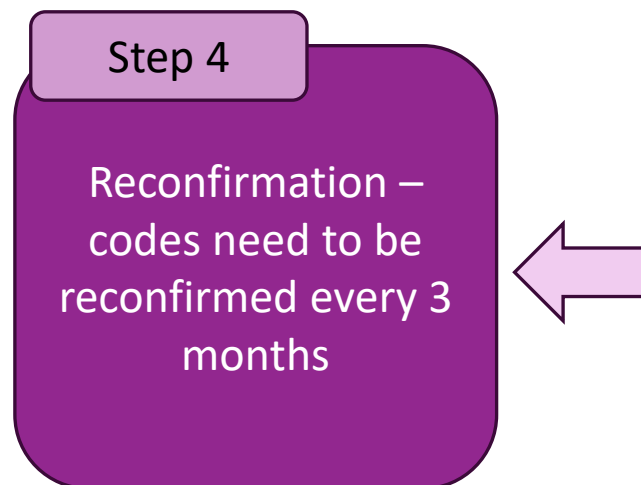 Step 4
Reconfirmation –
codes need to be
reconfirmed every 3
months